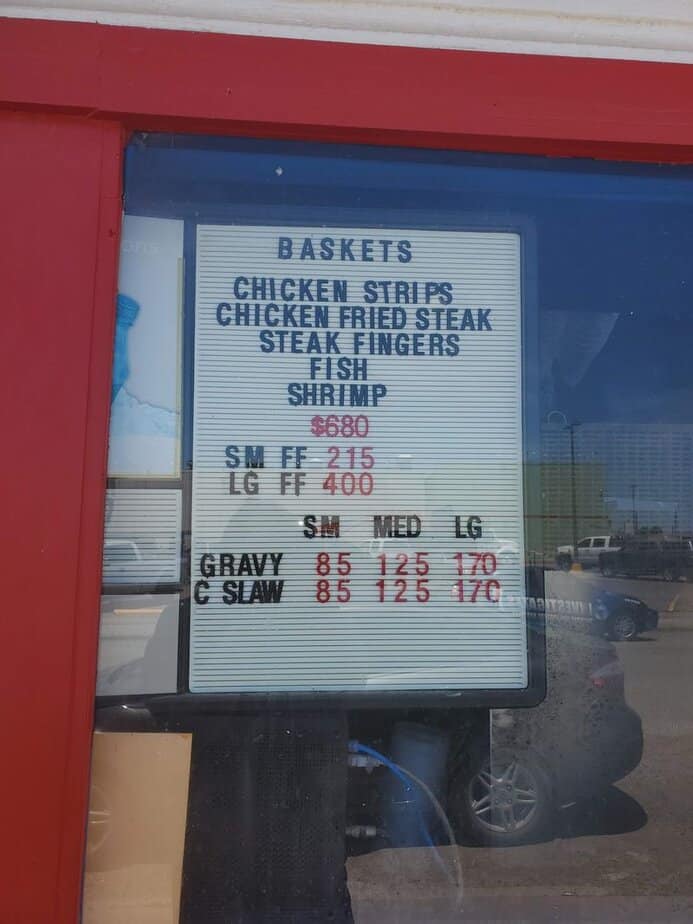 BASKETS
CHICKEN STRIPS
CHICKEN FRIED STEAK
STEAK FINGERS
FISH
SHRIMP
$680
SM FF 215
LG FF 400
SM MED LG
GRAVY 85 125 170
C SLAW 85 125 170